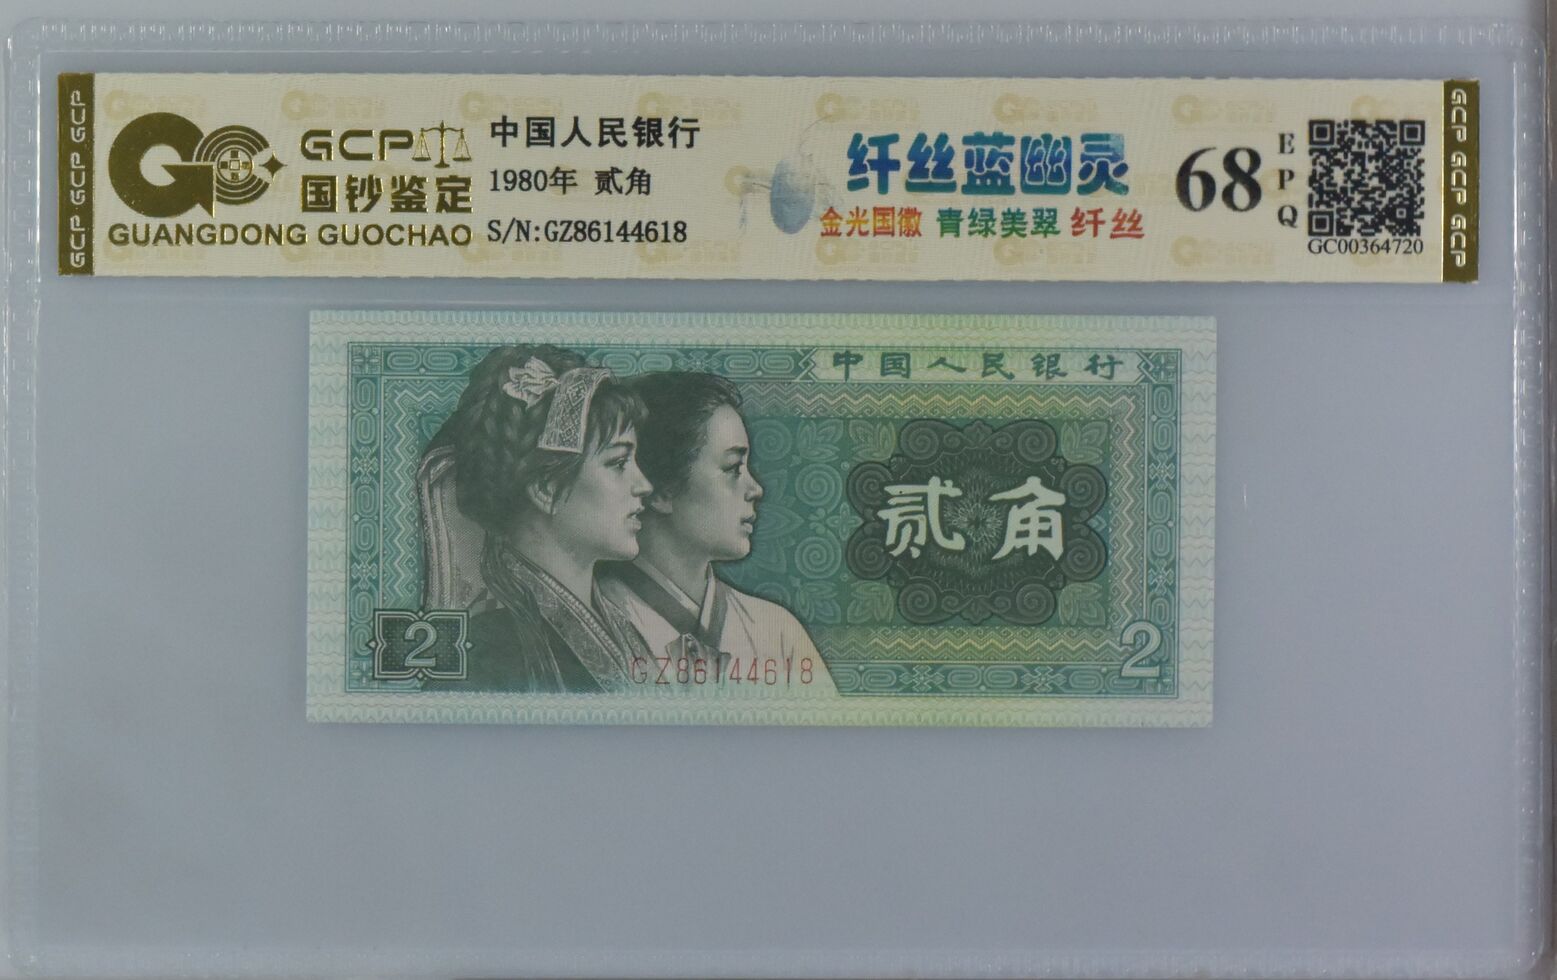 GCP GCP GCP
GCP
国钞鉴定
GUANGDONG GUOCHAO
中国人民银行
1980年 贰角
S/N:GZ86144618
纤丝蓝幽灵
金光国徽 青绿美翠 纤丝
68
EPQ
GC00364720
GCP GCP GCP GCP
中国人民银行
贰角
2
GZ86144618
2